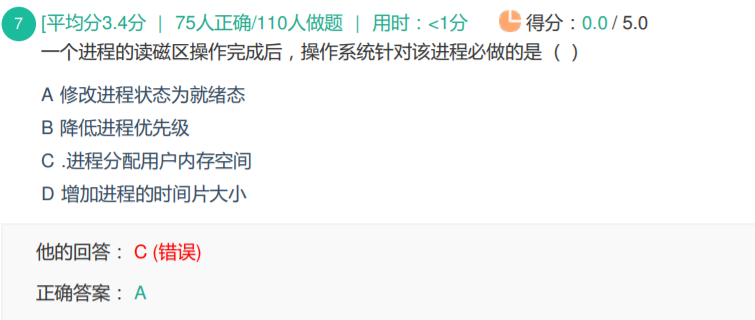 7 [平均分3.4分 | 75人正确/110人做题 | 用时：<1分 得分：0.0 / 5.0
一个进程的读磁区操作完成后，操作系统针对该进程必做的是（ ）
A 修改进程状态为就绪态
B 降低进程优先级
C .进程分配用户内存空间
D 增加进程的时间片大小
他的回答： C (错误)
正确答案： A